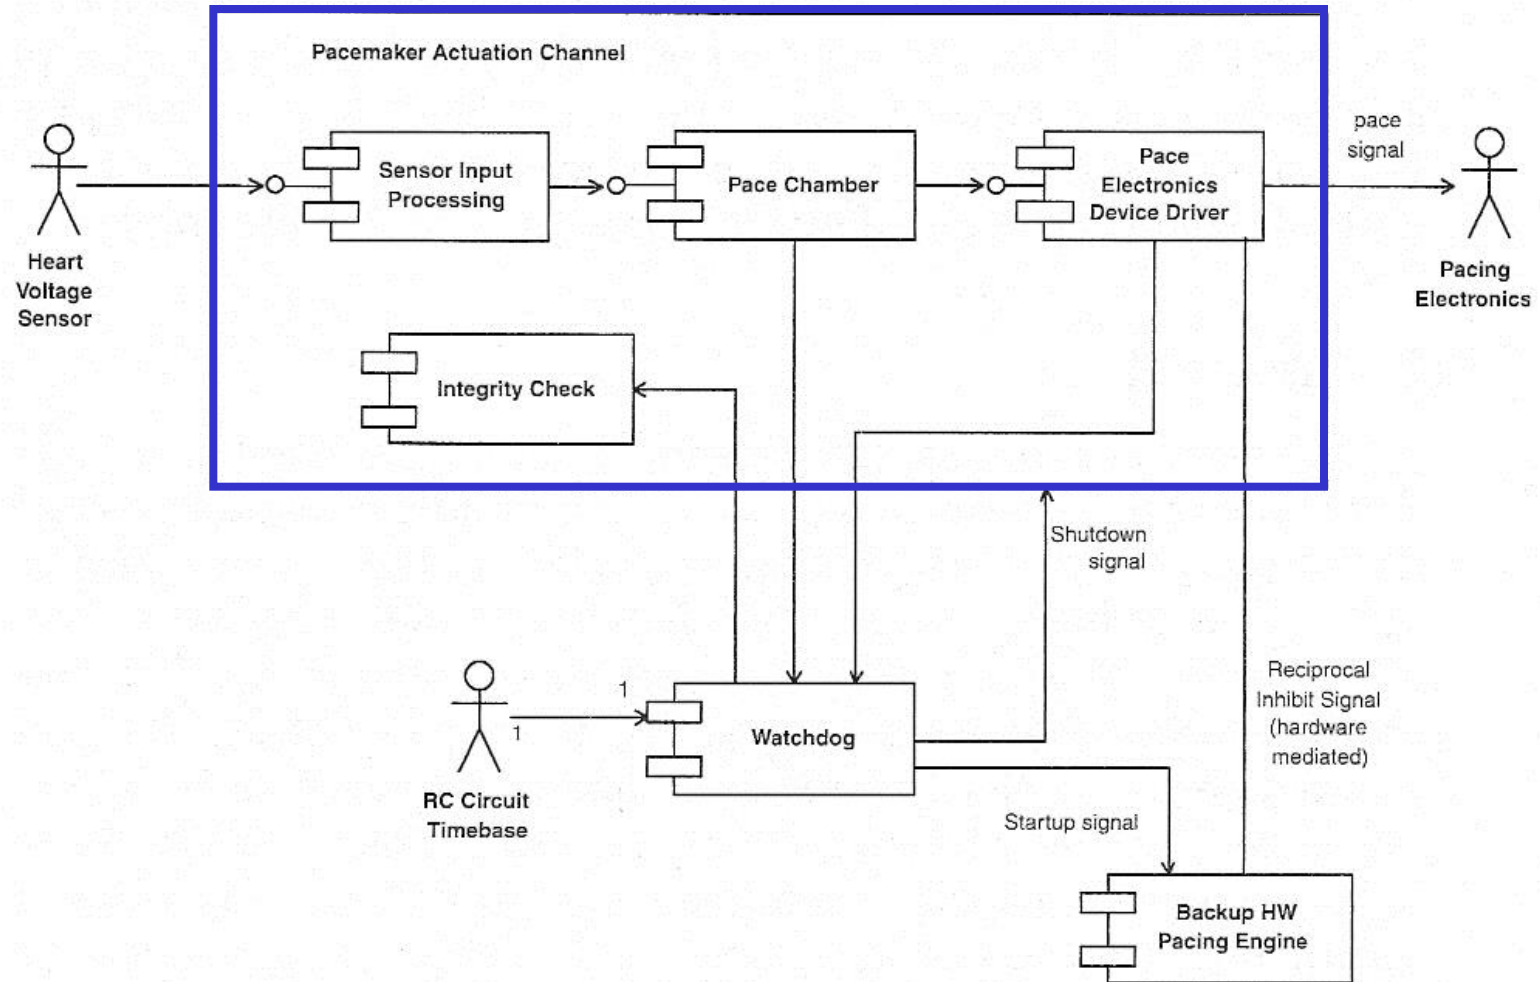 Pacemaker Actuation Channel
pace
signal
Sensor Input
Processing
Pace Chamber
Pace
Electronics
Device Driver
Heart
Voltage
Sensor
Pacing
Electronics
Integrity Check
Shutdown
signal
1
1
Watchdog
Reciprocal
Inhibit Signal
(hardware
mediated)
RC Circuit
Timebase
Startup signal
Backup HW
Pacing Engine